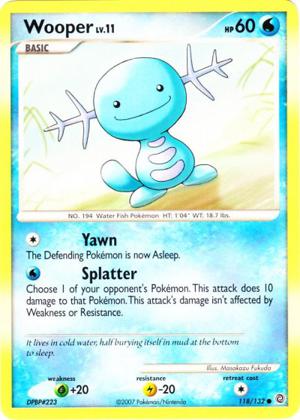 Wooper LV.11 HP 60
BASIC
NO. 194 Water Fish Pokémon HT: 1'04" WT: 18.7 lbs.
Yawn
The Defending Pokémon is now Asleep.
Splatter
Choose 1 of your opponent's Pokémon. This attack does 10
damage to that Pokémon. This attack's damage isn't affected by
Weakness or Resistance.
It lives in cold water, half burying itself in mud at the bottom
to sleep.
Illus. Masakazu Fukuda
weakness resistance retreat cost
+20 -20
DPBP#223 ©2007 Pokémon/Nintendo 118/132